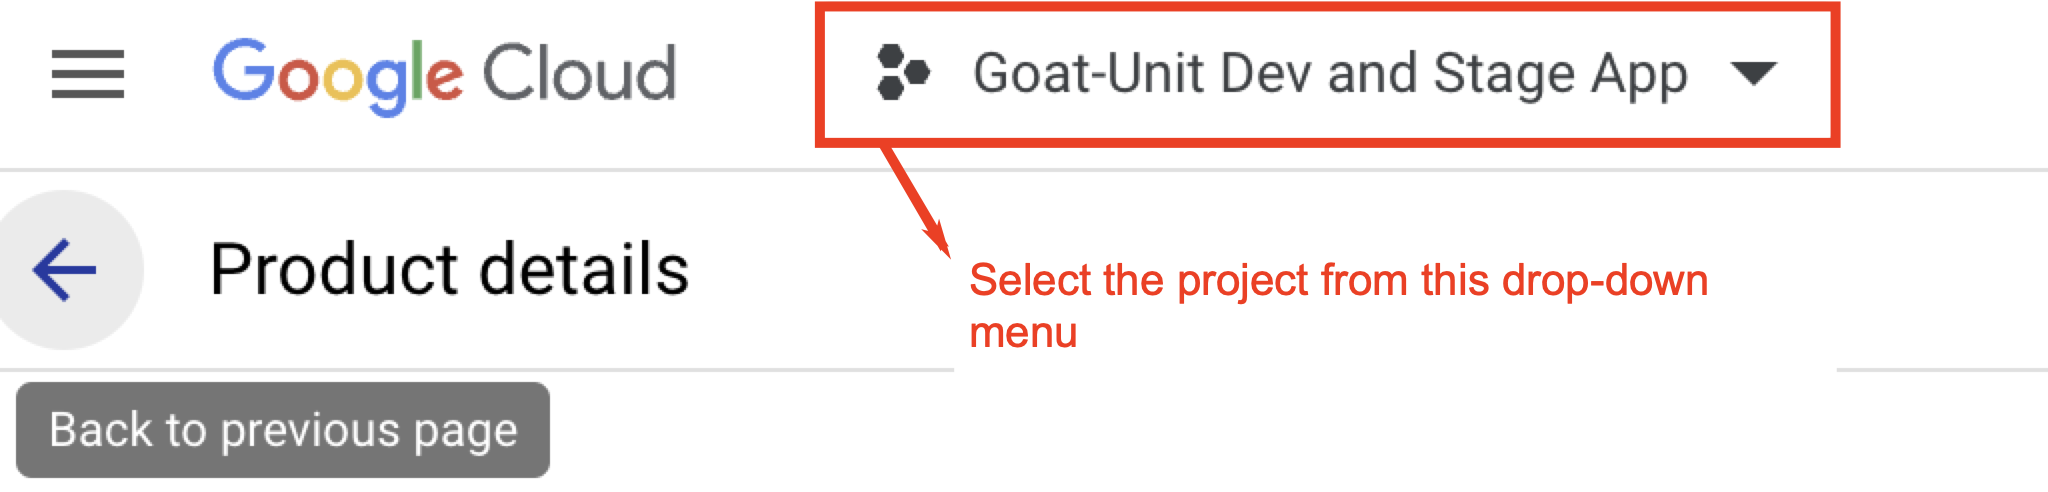 Google Cloud
Goat-Unit Dev and Stage App
Product details
Select the project from this drop-down
menu
Back to previous page